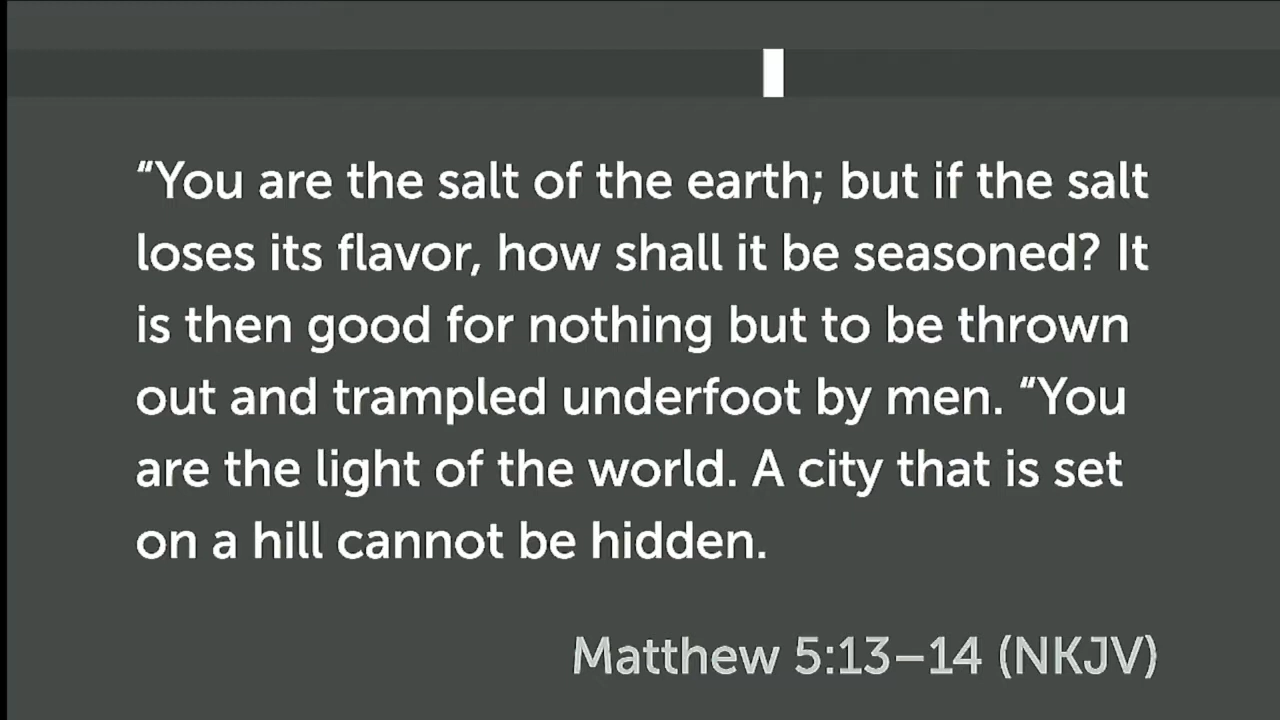 “You are the salt of the earth; but if the salt
loses its flavor, how shall it be seasoned? It
is then good for nothing but to be thrown
out and trampled underfoot by men. “You
are the light of the world. A city that is set
on a hill cannot be hidden.
Matthew 5:13–14 (NKJV)